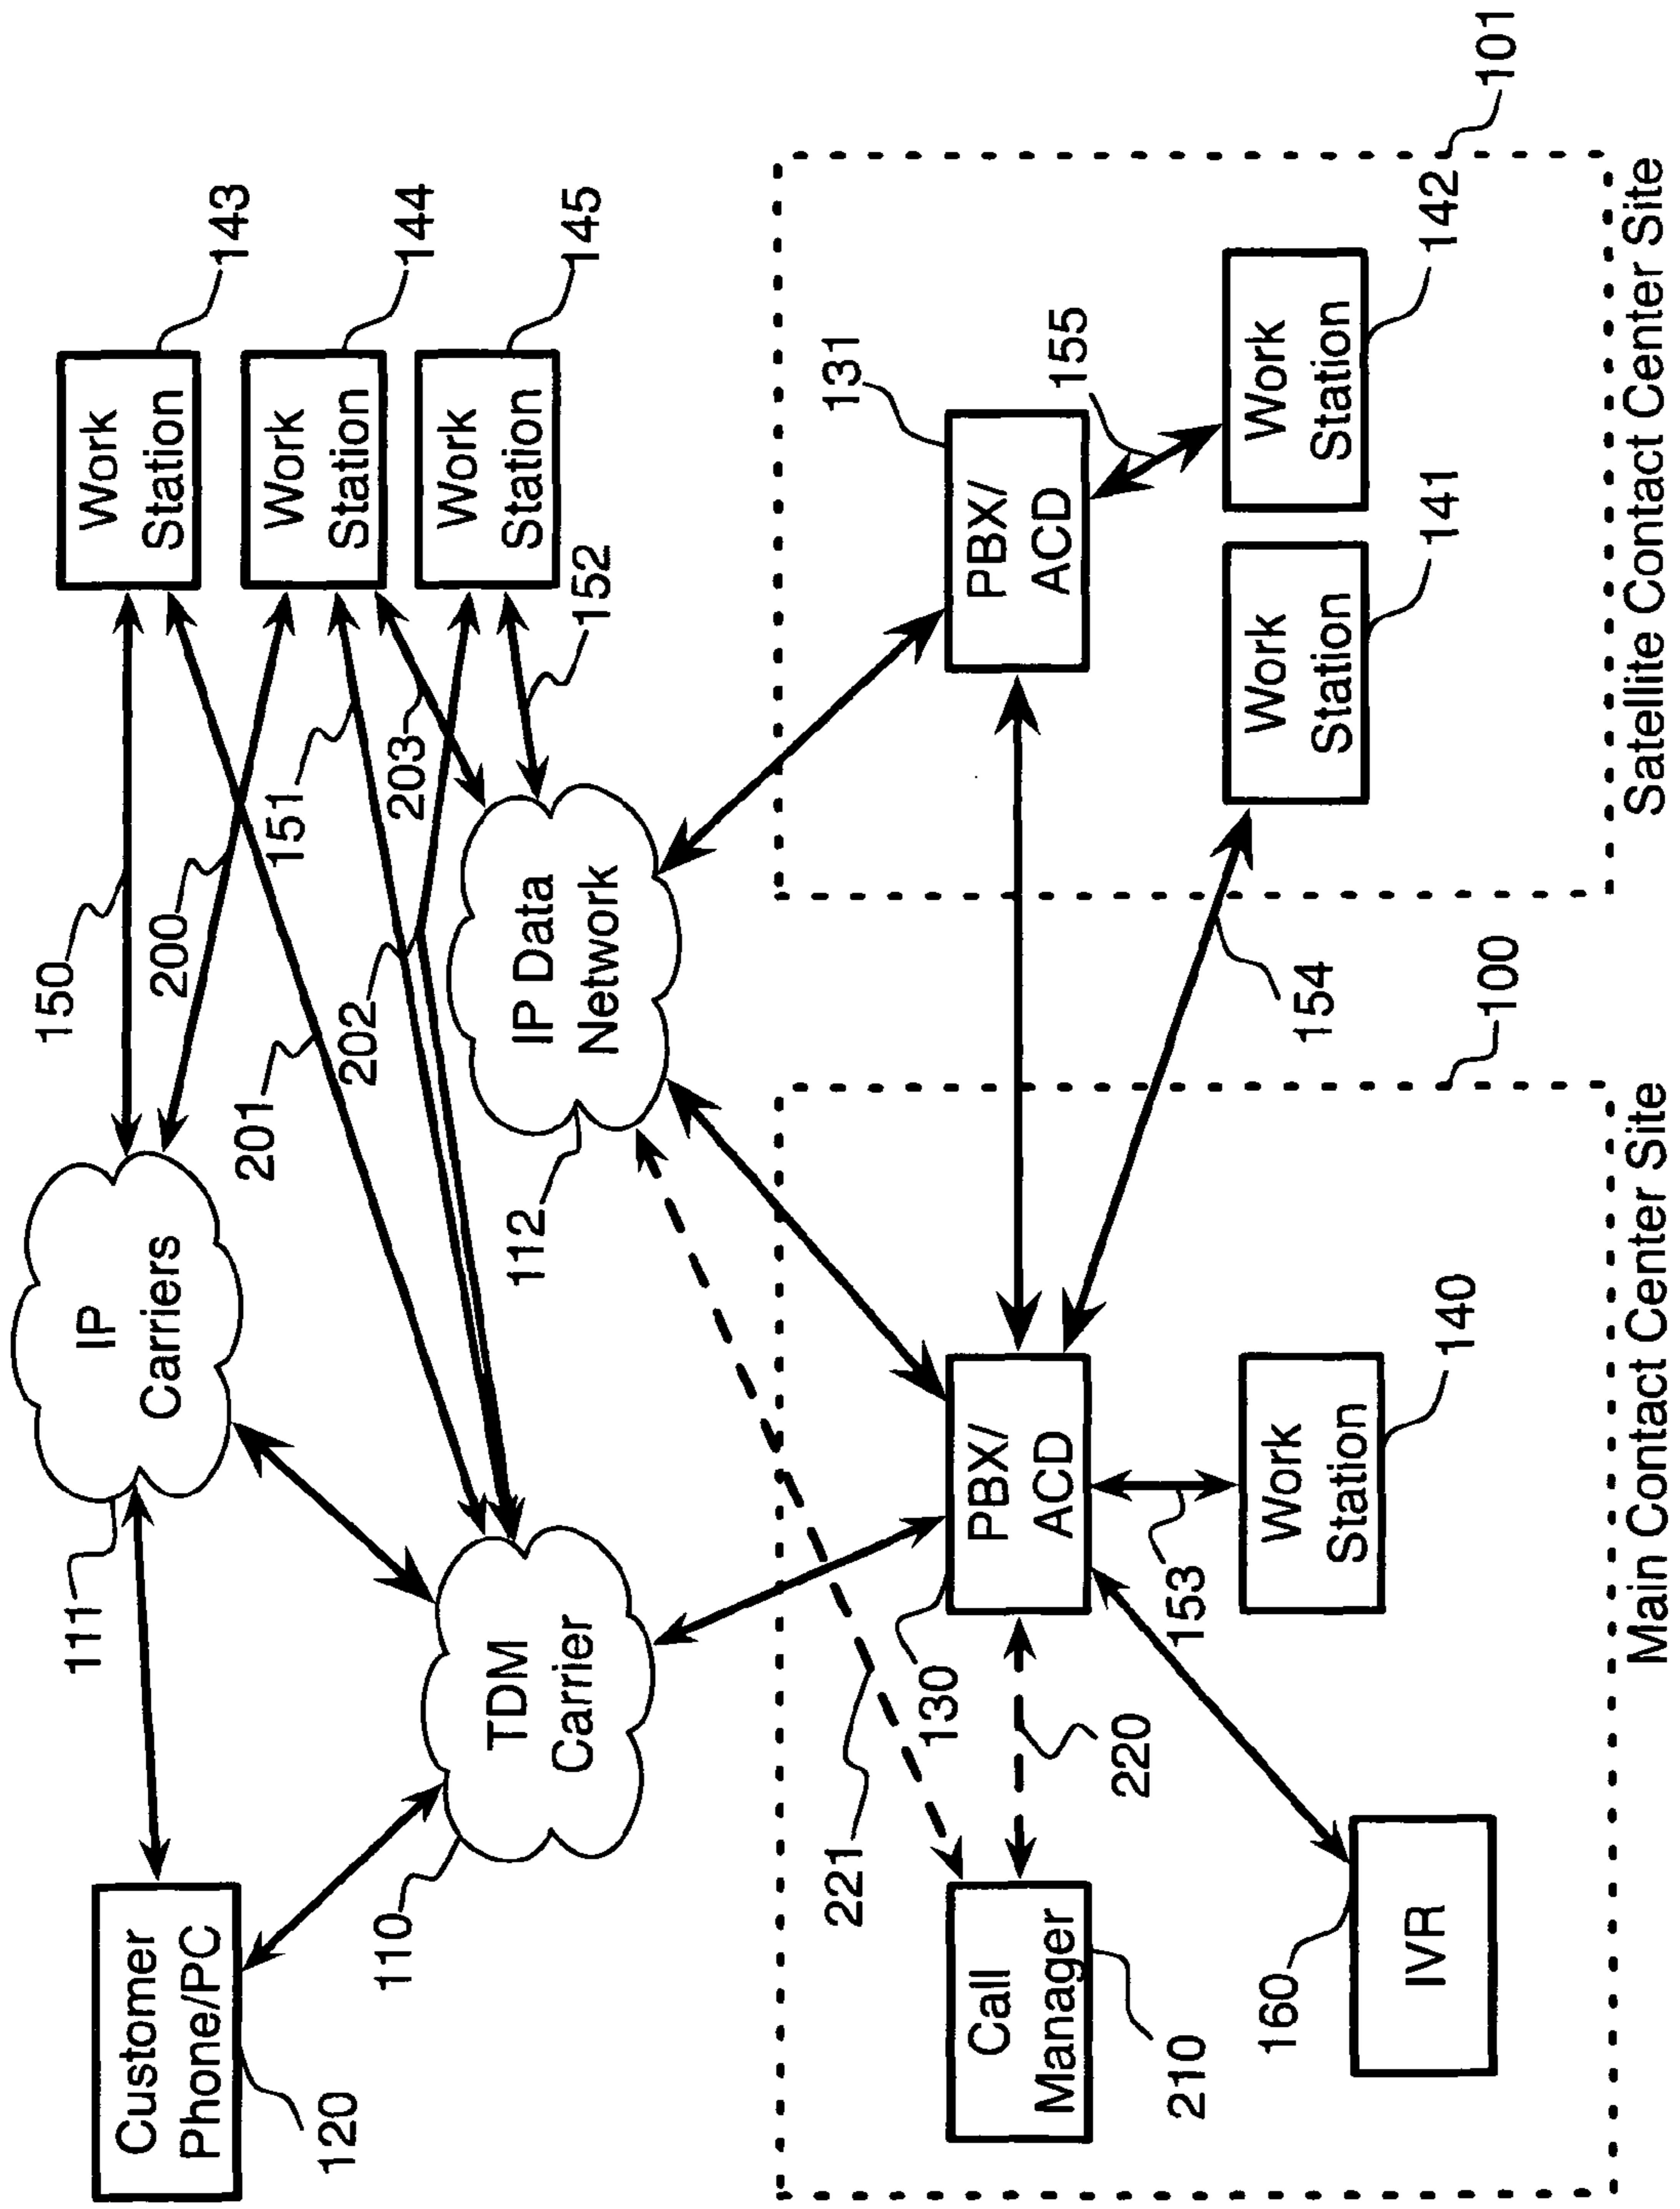 Customer
Phone/PC
120
111
IP
Carriers
150
200
201
151
202
203
152
Work
Station
143
Work
Station
144
Work
Station
145
TDM
Carrier
110
IP Data
Network
112
221
130
PBX/
ACD
Call
Manager
210
220
153
160
IVR
Work
Station
140
100
Main Contact Center Site
154
131
PBX/
ACD
155
Work
Station
141
Work
Station
142
101
Satellite Contact Center Site